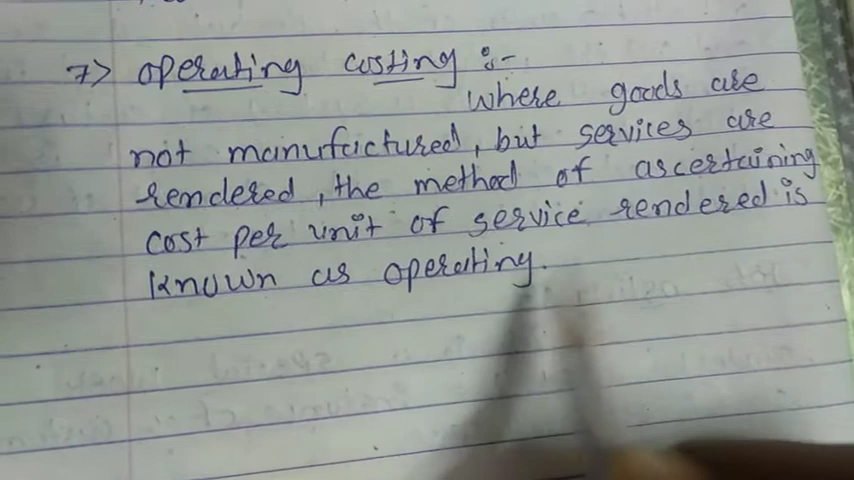 7> operating costing :-
where goods are
not manufactured, but services are
rendered, the method of ascertaining
cost per unit of service rendered is
known as operating.